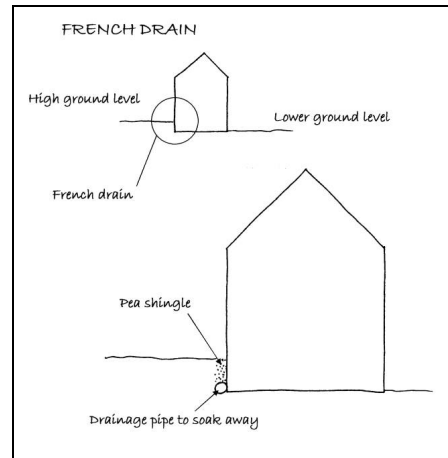 FRENCH DRAIN
High ground level
Lower ground level
French drain
Pea shingle
Drainage pipe to soak away